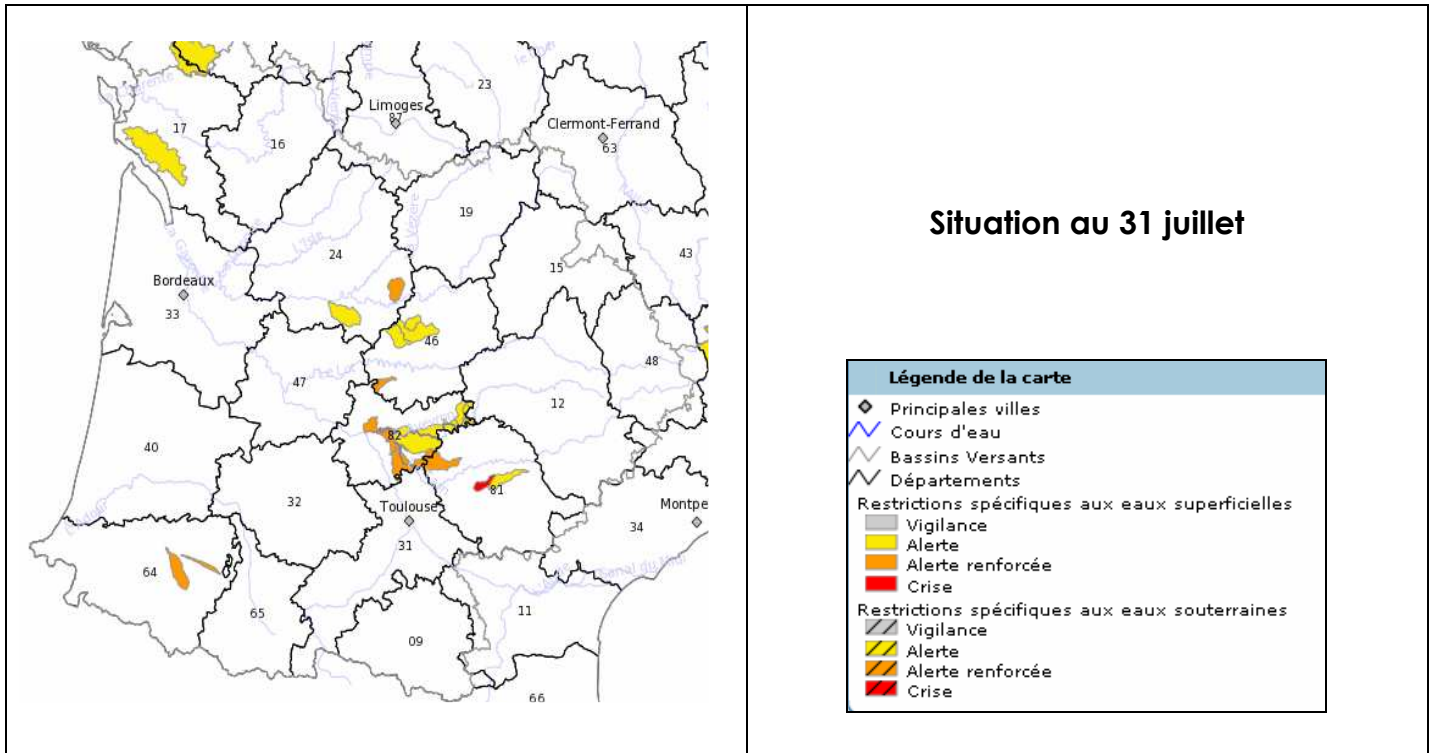 23
Limoges
87
Clermont-Ferrand
63
17
16
19
L'Isle
24
15
43
Bordeaux
33
46
48
47
12
82
40
81
32
Toulouse
Montpe
34
31
64
65
11
09
66
Situation au 31 juillet
Légende de la carte
Principales villes
Cours d'eau
Bassins Versants
Départements
Restrictions spécifiques aux eaux superficielles
Vigilance
Alerte
Alerte renforcée
Crise
Restrictions spécifiques aux eaux souterraines
Vigilance
Alerte
Alerte renforcée
Crise